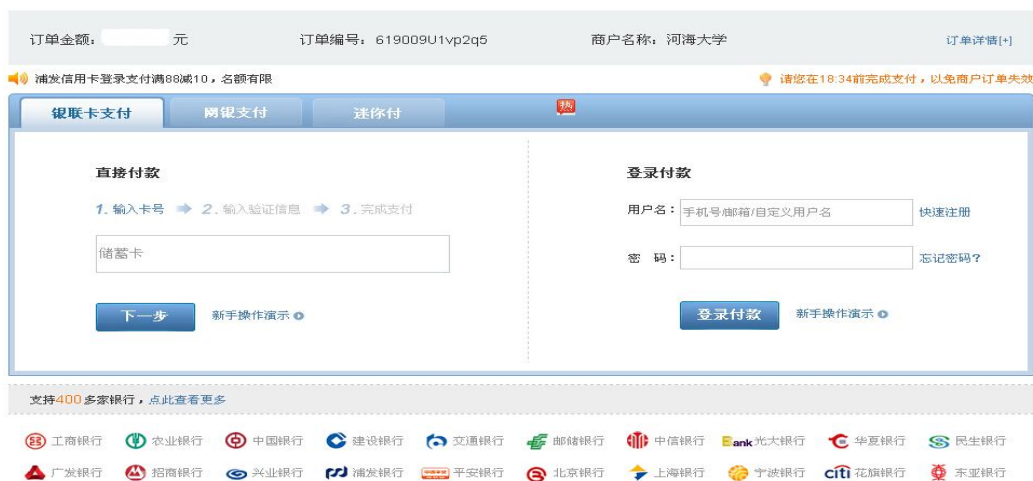 订单金额： 元 订单编号：619009U1vp2q5 商户名称：河海大学 订单详情[+]
浦发信用卡登录支付满88减10，名额有限 请您在18:34前完成支付，以免商户订单失效
银联卡支付 网银支付 迷你付 热
直接付款 登录付款
1.输入卡号 2.输入验证信息 3.完成支付
用户名：手机号/邮箱/自定义用户名 快速注册
储蓄卡
密 码： 忘记密码?
下一步 新手操作演示 登录付款 新手操作演示
支持400多家银行，点此查看更多
工商银行 农业银行 中国银行 建设银行 交通银行 邮储银行 中信银行 Bank光大银行 华夏银行 民生银行
广发银行 招商银行 兴业银行 浦发银行 平安银行 北京银行 上海银行 宁波银行 citi花旗银行 东亚银行